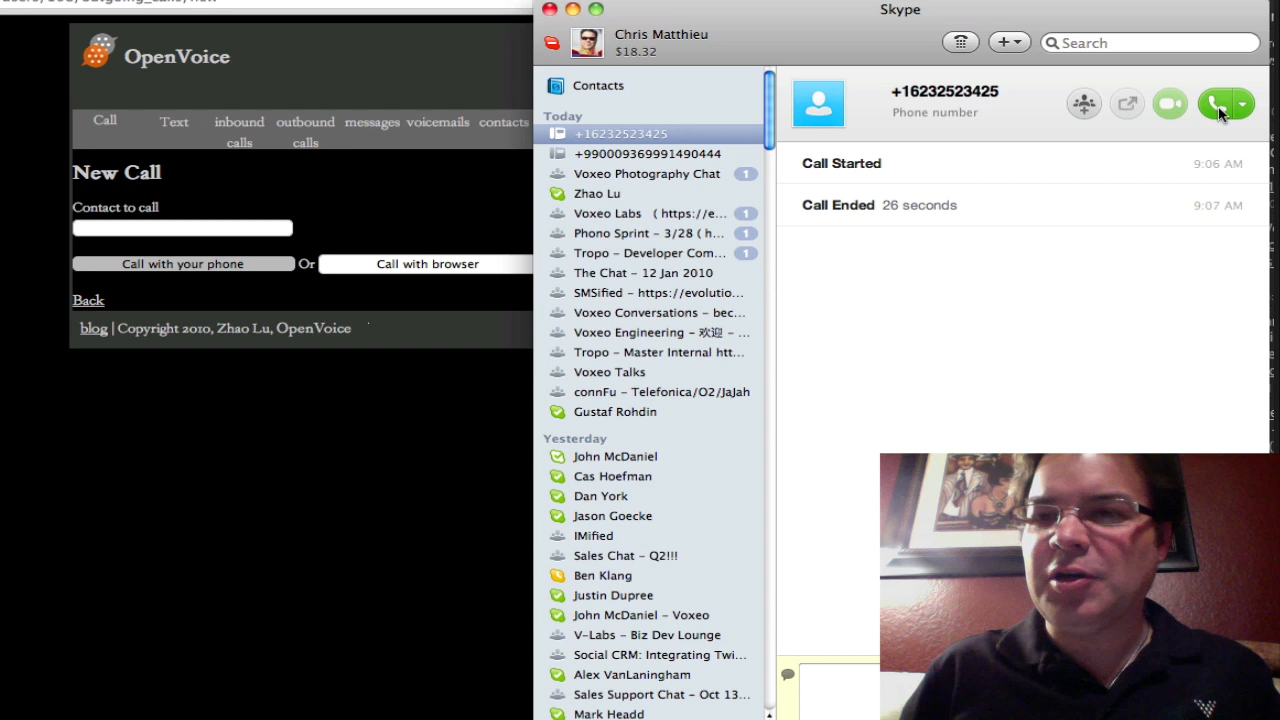 OpenVoice
Call Text inbound calls outbound calls messages voicemails contacts
New Call
Contact to call
Call with your phone Or Call with browser
Back
blog | Copyright 2010, Zhao Lu, OpenVoice
Skype
Chris Matthieu
$18.32
Search
Contacts
Today
+16232523425
+990009369991490444
Voxeo Photography Chat 1
Zhao Lu
Voxeo Labs ( https://e... 1
Phono Sprint – 3/28 ( h... 1
Tropo – Developer Com... 1
The Chat – 12 Jan 2010
SMSified – https://evolutio...
Voxeo Conversations – bec...
Voxeo Engineering – 欢迎 – ...
Tropo – Master Internal htt...
Voxeo Talks
connFu – Telefonica/O2/JaJah
Gustaf Rohdin
Yesterday
John McDaniel
Cas Hoefman
Dan York
Jason Goecke
IMified
Sales Chat – Q2!!!
Ben Klang
Justin Dupree
John McDaniel – Voxeo
V-Labs – Biz Dev Lounge
Social CRM: Integrating Twi...
Alex VanLaningham
Sales Support Chat – Oct 13...
Mark Headd
+16232523425
Phone number
Call Started 9:06 AM
Call Ended 26 seconds 9:07 AM